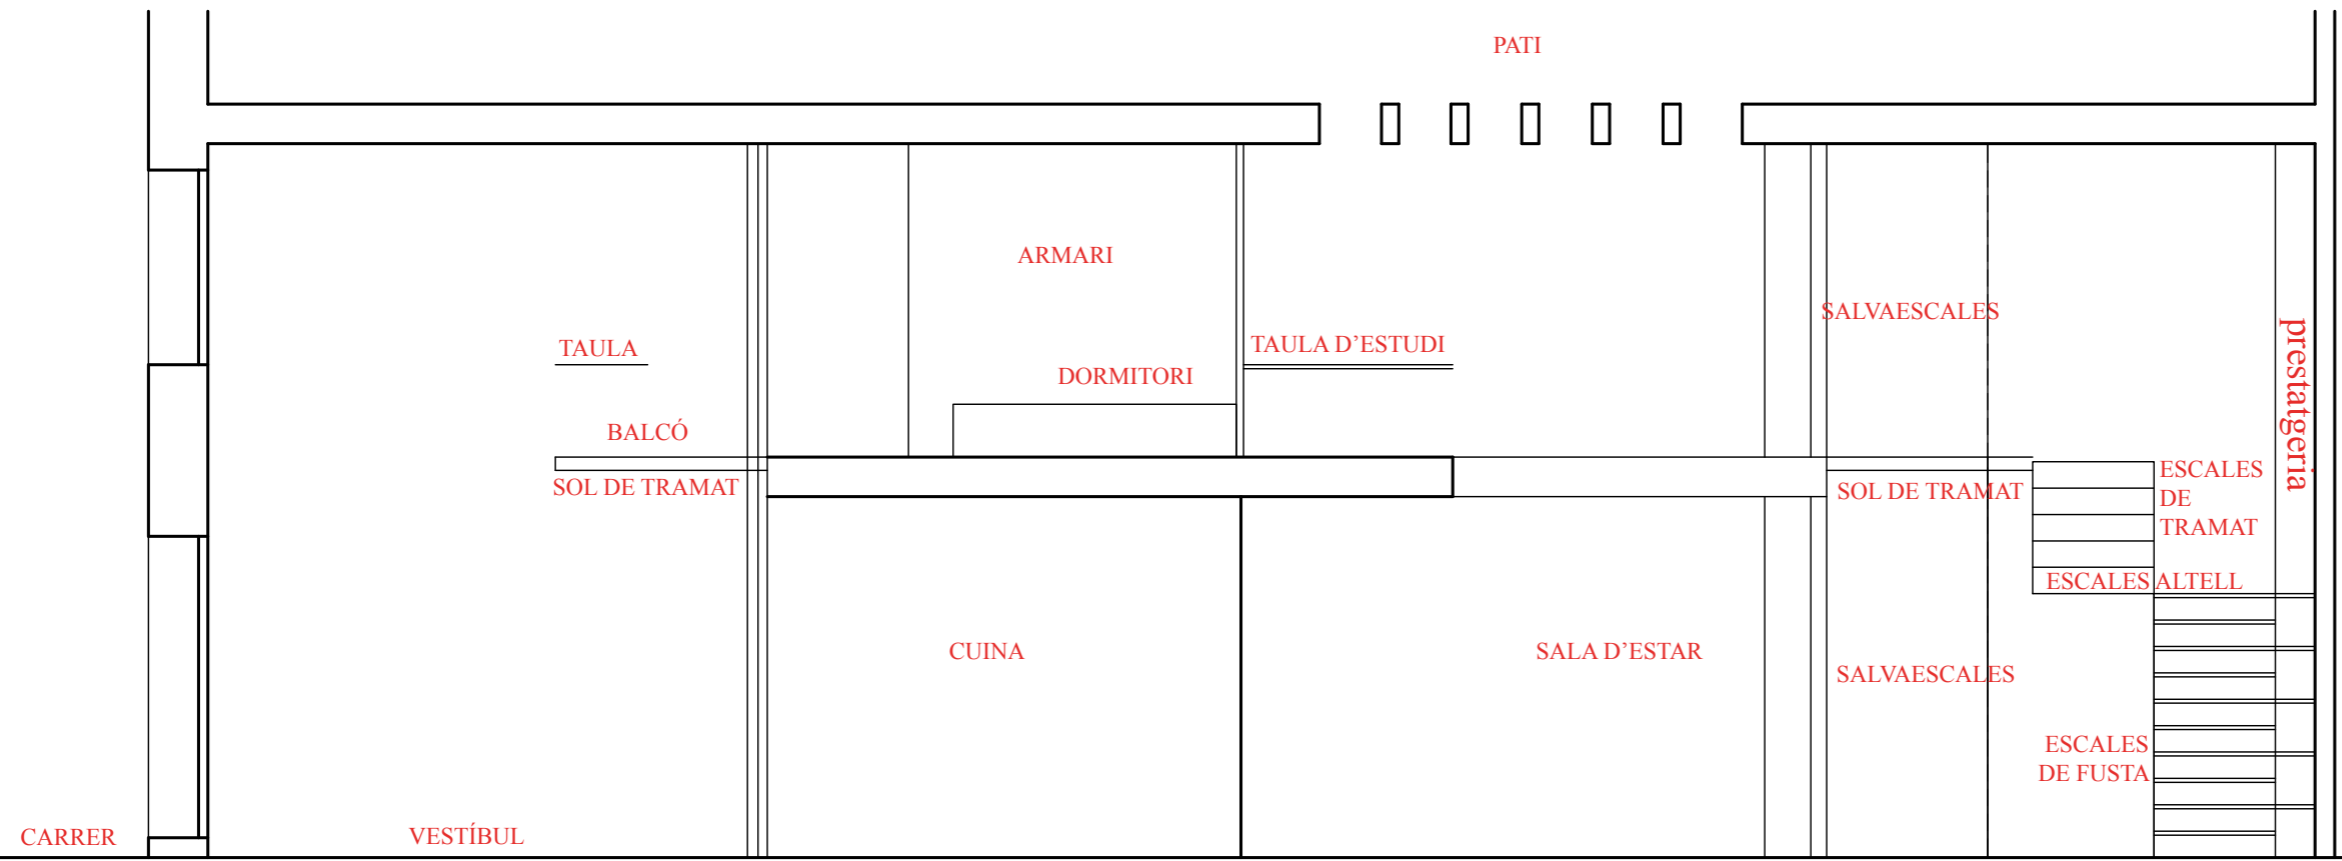 PATI
ARMARI
SALVAESCALES
TAULA
TAULA D’ESTUDI
prestatgeria
DORMITORI
BALCÓ
SOL DE TRAMAT
SOL DE TRAMAT
ESCALES
DE
TRAMAT
ESCALES ALTELL
CUINA
SALA D’ESTAR
SALVAESCALES
ESCALES
DE FUSTA
CARRER
VESTÍBUL